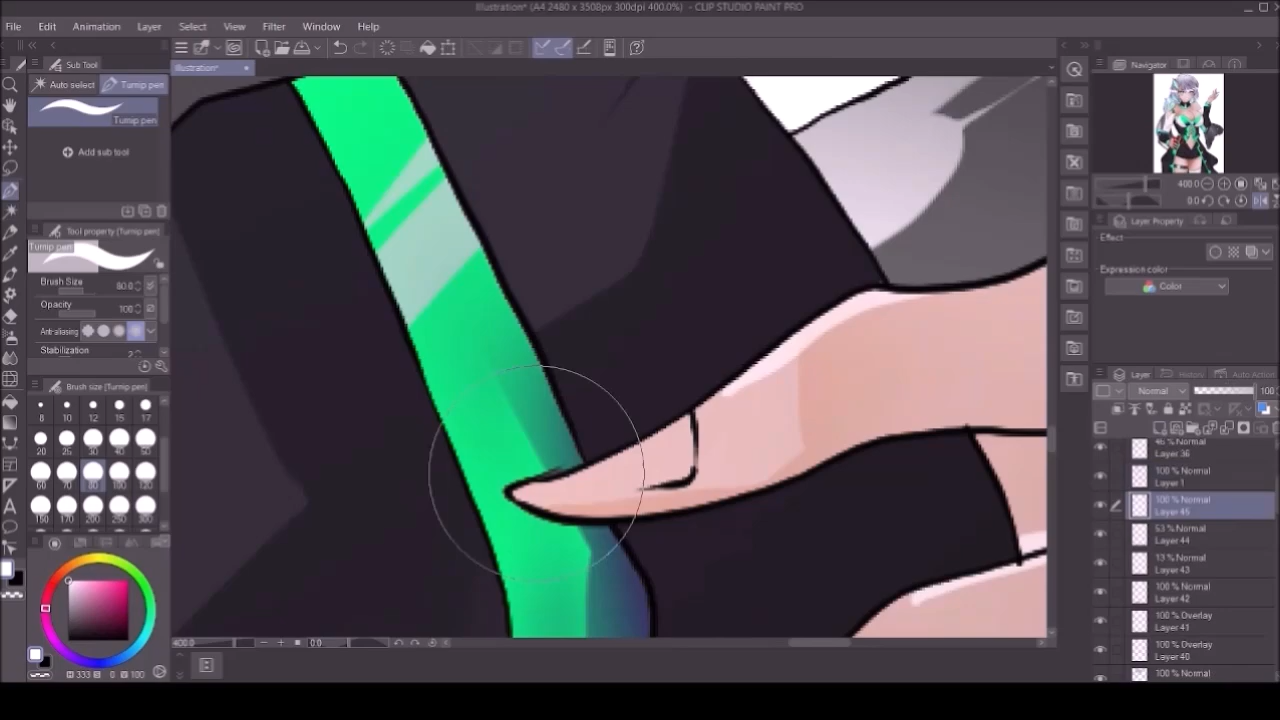 Illustration* (A4 2480 x 3508px 300dpi 400.0%) - CLIP STUDIO PAINT PRO
File Edit Animation Layer Select View Filter Window Help
Sub Tool
Auto select Turnip pen
Turnip pen
Add sub tool
Tool property [Turnip pen]
Turnip pen
Brush Size 80.0
Opacity 100
Anti-aliasing
Stabilization
Brush size [Turnip pen]
8 10 12 15 17
20 25 30 40 50
60 70 80 100 120
150 170 200 250 300
H 333 S 0 V 100
Illustration*
400.0 0.0
Navigator
400.0
0.0
Layer Property
Effect
Expression color
Color
Layer History Auto Action
Normal 100
46 % Normal
Layer 36
100 % Normal
Layer 1
100 % Normal
Layer 45
53 % Normal
Layer 44
13 % Normal
Layer 43
100 % Normal
Layer 42
100 % Overlay
Layer 41
100 % Overlay
Layer 40
100 % Normal